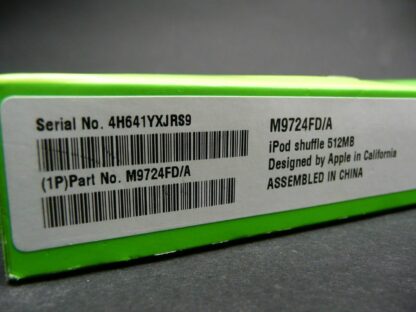 Serial No. 4H641YXJRS9
(1P)Part No. M9724FD/A
M9724FD/A
iPod shuffle 512MB
Designed by Apple in California
ASSEMBLED IN CHINA